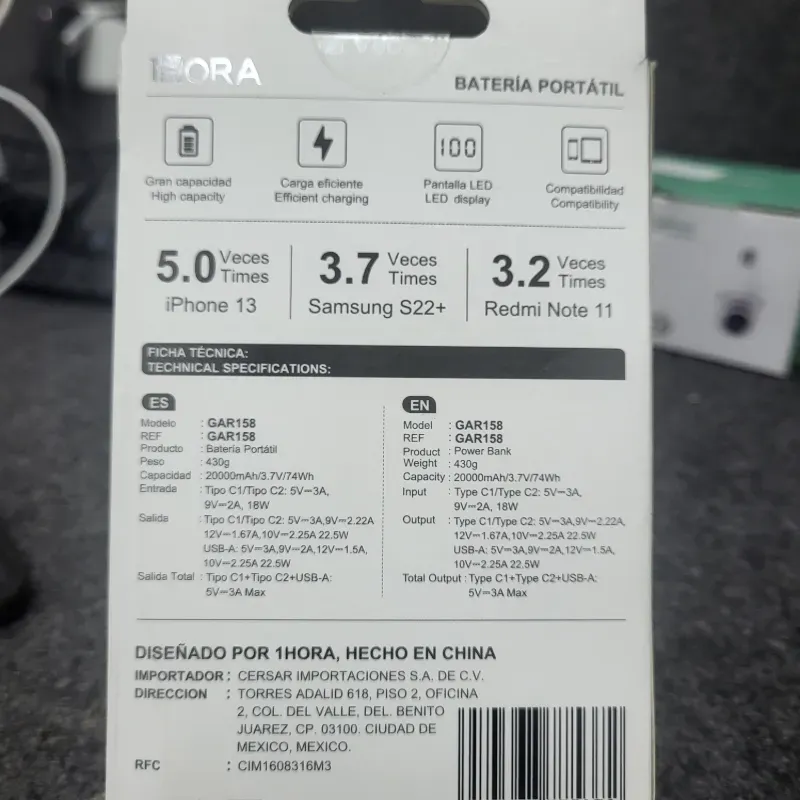 1HORA
BATERÍA PORTÁTIL
100
Gran capacidad
High capacity
Carga eficiente
Efficient charging
Pantalla LED
LED display
Compatibilidad
Compatibility
5.0 Veces
Times
iPhone 13
3.7 Veces
Times
Samsung S22+
3.2 Veces
Times
Redmi Note 11
FICHA TÉCNICA:
TECHNICAL SPECIFICATIONS:
ES
Modelo : GAR158
REF : GAR158
Producto : Batería Portátil
Peso : 430g
Capacidad : 20000mAh/3.7V/74Wh
Entrada : Tipo C1/Tipo C2: 5V⎓3A,
9V⎓2A, 18W
Salida : Tipo C1/Tipo C2: 5V⎓3A,9V⎓2.22A
12V⎓1.67A,10V⎓2.25A 22.5W
USB-A: 5V⎓3A,9V⎓2A,12V⎓1.5A,
10V⎓2.25A 22.5W
Salida Total : Tipo C1+Tipo C2+USB-A:
5V⎓3A Max
EN
Model : GAR158
REF : GAR158
Product : Power Bank
Weight : 430g
Capacity : 20000mAh/3.7V/74Wh
Input : Type C1/Type C2: 5V⎓3A,
9V⎓2A, 18W
Output : Type C1/Type C2: 5V⎓3A,9V⎓2.22A,
12V⎓1.67A,10V⎓2.25A 22.5W
USB-A: 5V⎓3A,9V⎓2A,12V⎓1.5A,
10V⎓2.25A 22.5W
Total Output : Type C1+Type C2+USB-A:
5V⎓3A Max
DISEÑADO POR 1HORA, HECHO EN CHINA
IMPORTADOR : CERSAR IMPORTACIONES S.A. DE C.V.
DIRECCION : TORRES ADALID 618, PISO 2, OFICINA
2, COL. DEL VALLE, DEL. BENITO
JUAREZ, CP. 03100. CIUDAD DE
MEXICO, MEXICO.
RFC : CIM1608316M3